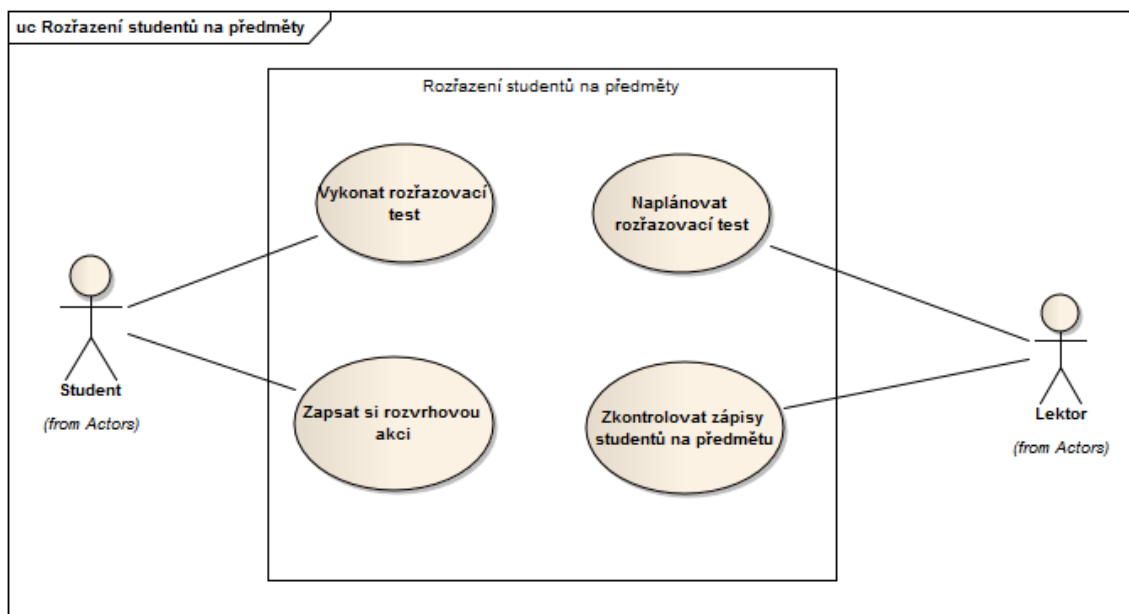 uc Rozřazení studentů na předměty
Rozřazení studentů na předměty
Vykonat rozřazovací
test
Naplánovat
rozřazovací test
Student
(from Actors)
Zapsat si rozvrhovou
akci
Zkontrolovat zápisy
studentů na předmětu
Lektor
(from Actors)